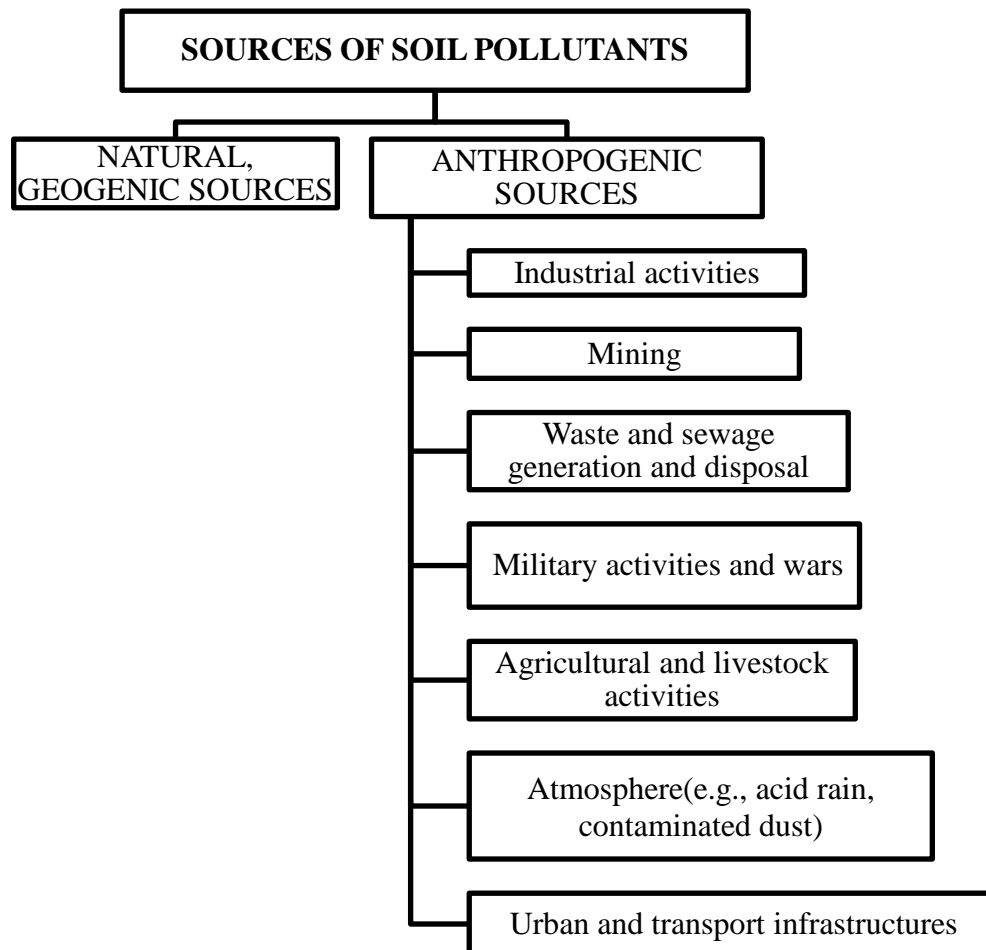 SOURCES OF SOIL POLLUTANTS
NATURAL,
GEOGENIC SOURCES
ANTHROPOGENIC
SOURCES
Industrial activities
Mining
Waste and sewage
generation and disposal
Military activities and wars
Agricultural and livestock
activities
Atmosphere(e.g., acid rain,
contaminated dust)
Urban and transport infrastructures